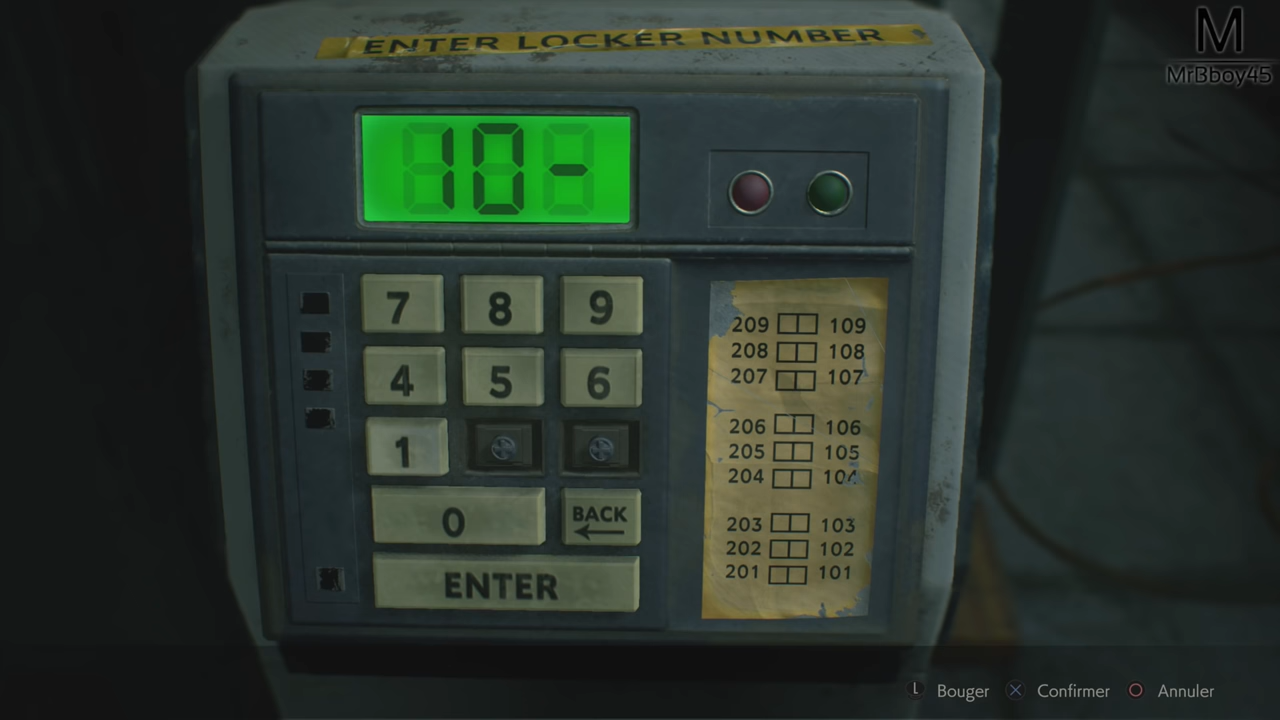 ENTER LOCKER NUMBER
M
MrBboy45
10-
7 8 9
4 5 6
1
0 BACK
ENTER
209 109
208 108
207 107
206 106
205 105
204 104
203 103
202 102
201 101
L Bouger Confirmer Annuler